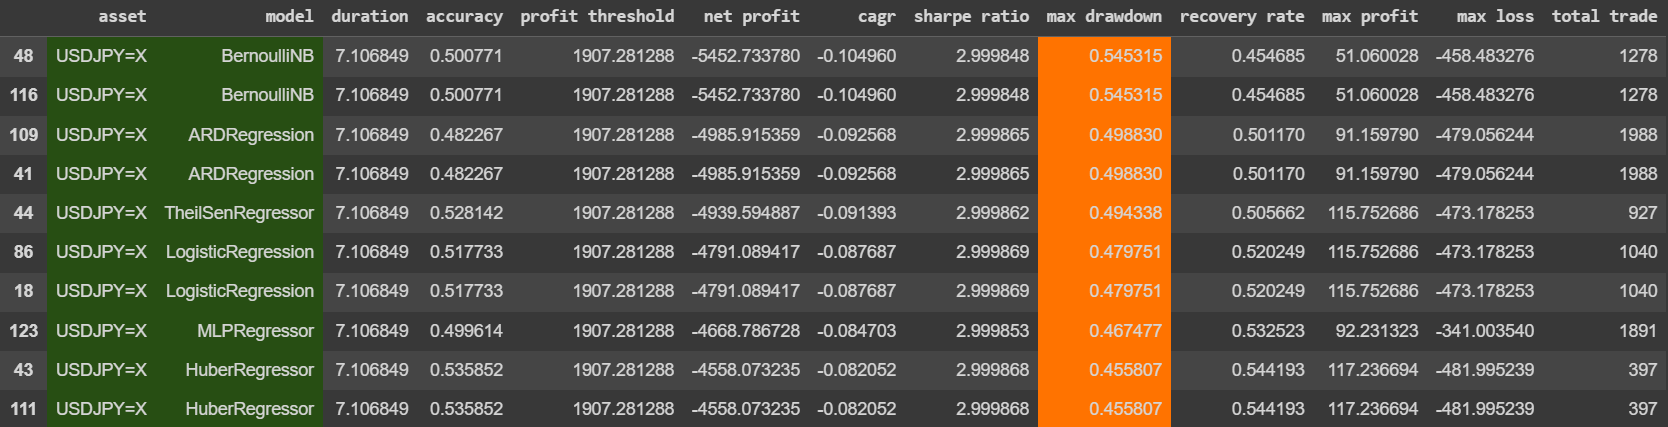 asset model duration accuracy profit threshold net profit cagr sharpe ratio max drawdown recovery rate max profit max loss total trade
48 USDJPY=X BernoulliNB 7.106849 0.500771 1907.281288 -5452.733780 -0.104960 2.999848 0.545315 0.454685 51.060028 -458.483276 1278
116 USDJPY=X BernoulliNB 7.106849 0.500771 1907.281288 -5452.733780 -0.104960 2.999848 0.545315 0.454685 51.060028 -458.483276 1278
109 USDJPY=X ARDRegression 7.106849 0.482267 1907.281288 -4985.915359 -0.092568 2.999865 0.498830 0.501170 91.159790 -479.056244 1988
41 USDJPY=X ARDRegression 7.106849 0.482267 1907.281288 -4985.915359 -0.092568 2.999865 0.498830 0.501170 91.159790 -479.056244 1988
44 USDJPY=X TheilSenRegressor 7.106849 0.528142 1907.281288 -4939.594887 -0.091393 2.999862 0.494338 0.505662 115.752686 -473.178253 927
86 USDJPY=X LogisticRegression 7.106849 0.517733 1907.281288 -4791.089417 -0.087687 2.999869 0.479751 0.520249 115.752686 -473.178253 1040
18 USDJPY=X LogisticRegression 7.106849 0.517733 1907.281288 -4791.089417 -0.087687 2.999869 0.479751 0.520249 115.752686 -473.178253 1040
123 USDJPY=X MLPRegressor 7.106849 0.499614 1907.281288 -4668.786728 -0.084703 2.999853 0.467477 0.532523 92.231323 -341.003540 1891
43 USDJPY=X HuberRegressor 7.106849 0.535852 1907.281288 -4558.073235 -0.082052 2.999868 0.455807 0.544193 117.236694 -481.995239 397
111 USDJPY=X HuberRegressor 7.106849 0.535852 1907.281288 -4558.073235 -0.082052 2.999868 0.455807 0.544193 117.236694 -481.995239 397